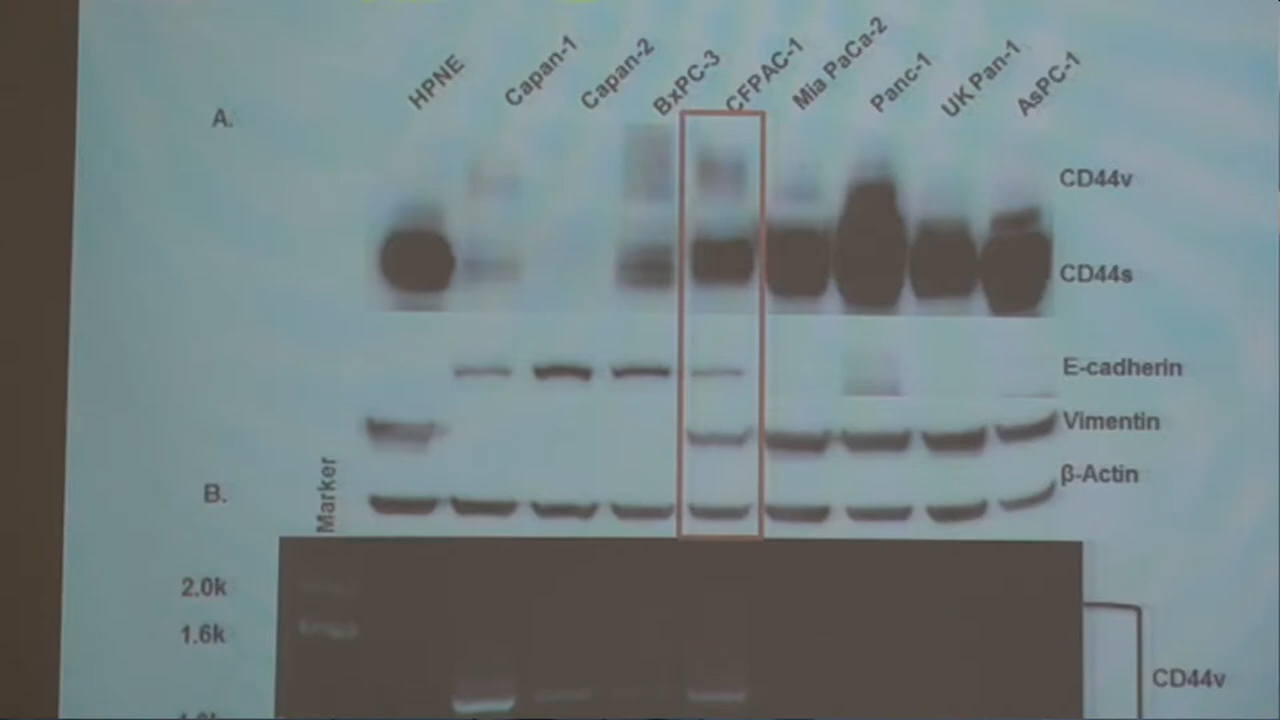 HPNE
Capan-1
Capan-2
BxPC-3
CFPAC-1
Mia PaCa-2
Panc-1
UK Pan-1
AsPC-1
A.
CD44v
CD44s
E-cadherin
Vimentin
β-Actin
B.
Marker
2.0k
1.6k
CD44v